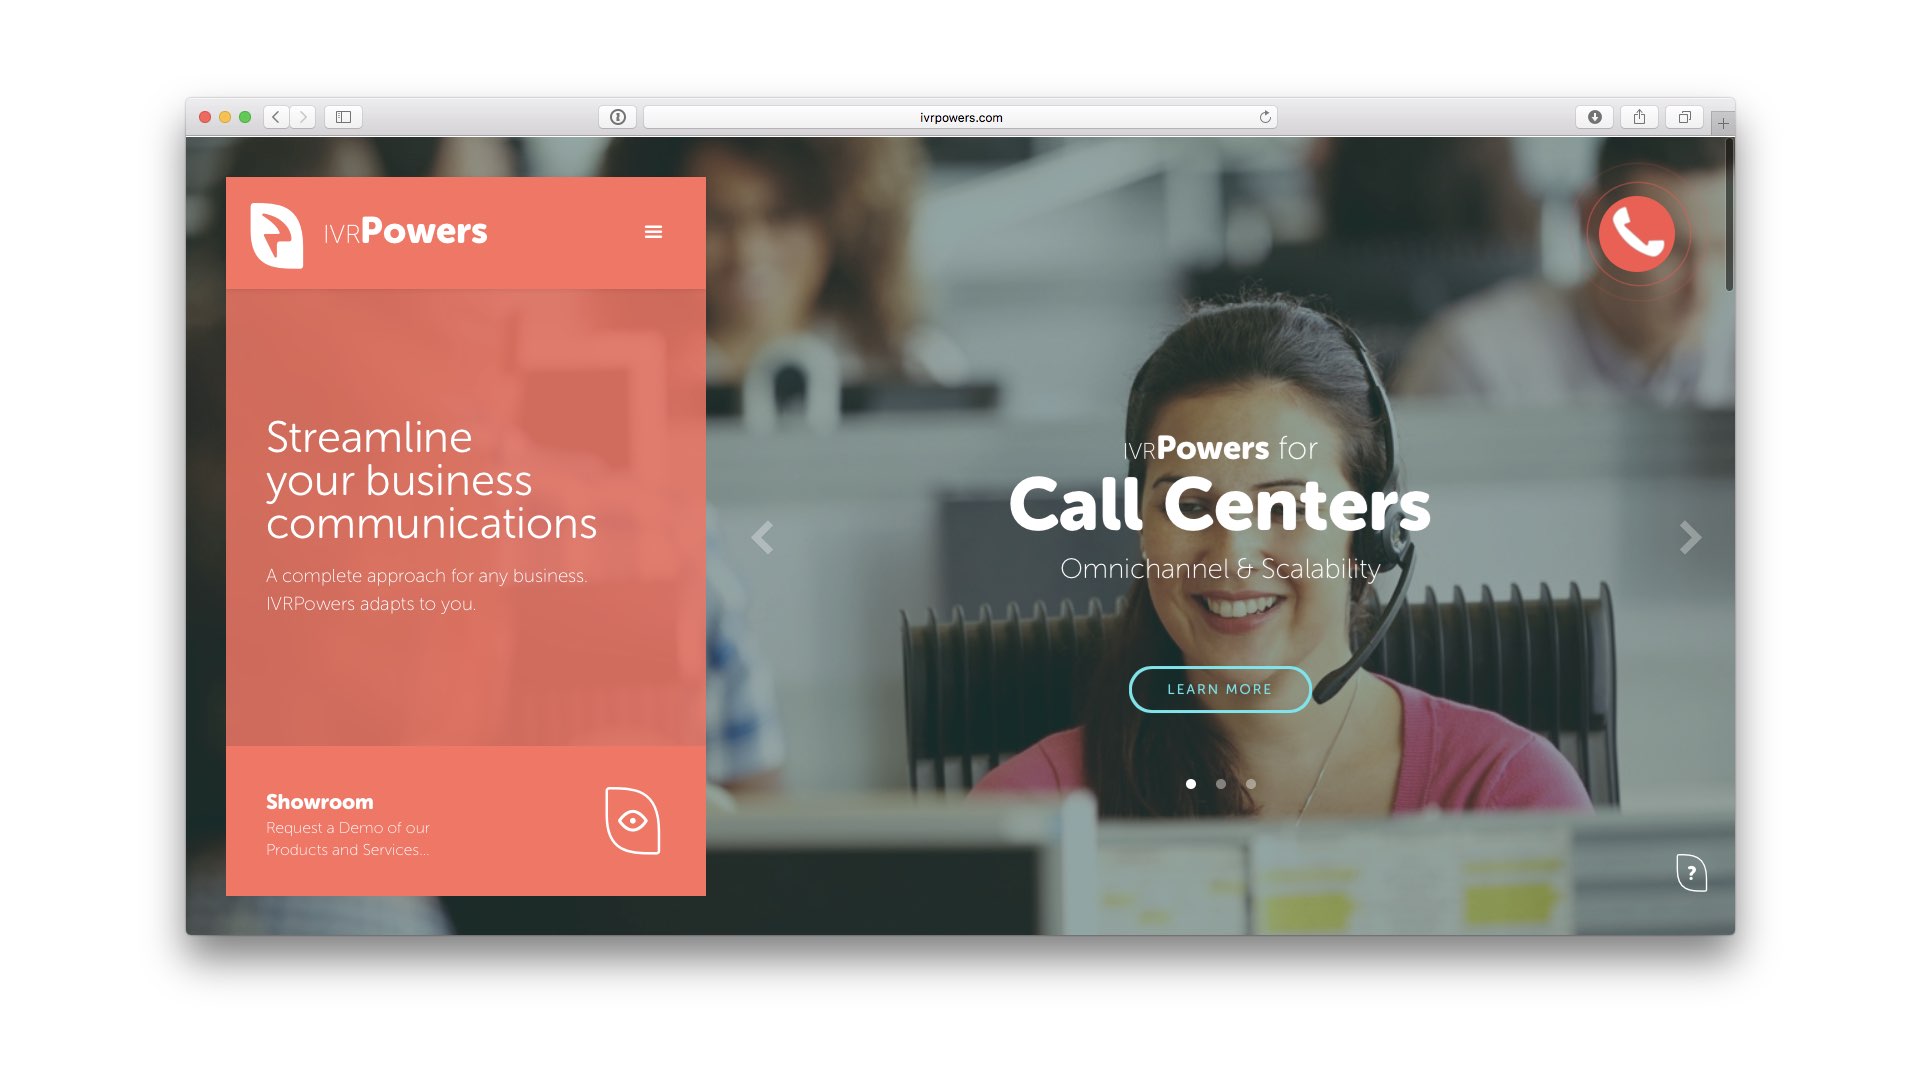 ivrpowers.com
IVRPowers
Streamline
your business
communications
A complete approach for any business.
IVRPowers adapts to you.
Showroom
Request a Demo of our
Products and Services...
IVRPowers for
Call Centers
Omnichannel & Scalability
LEARN MORE
?